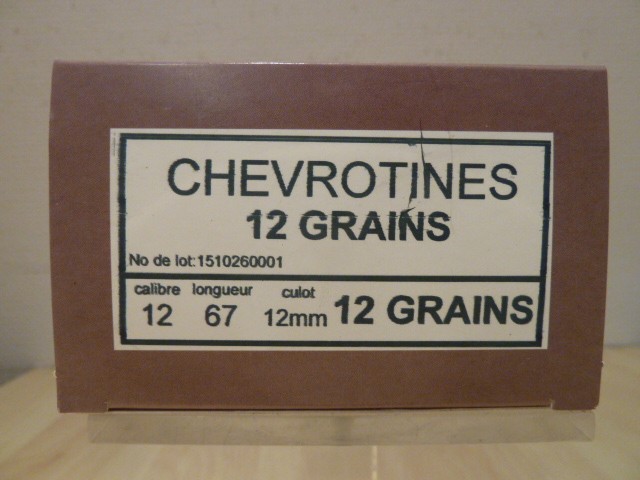 CHEVROTINES
12 GRAINS
No de lot:1510260001
calibre longueur culot
12 67 12mm 12 GRAINS